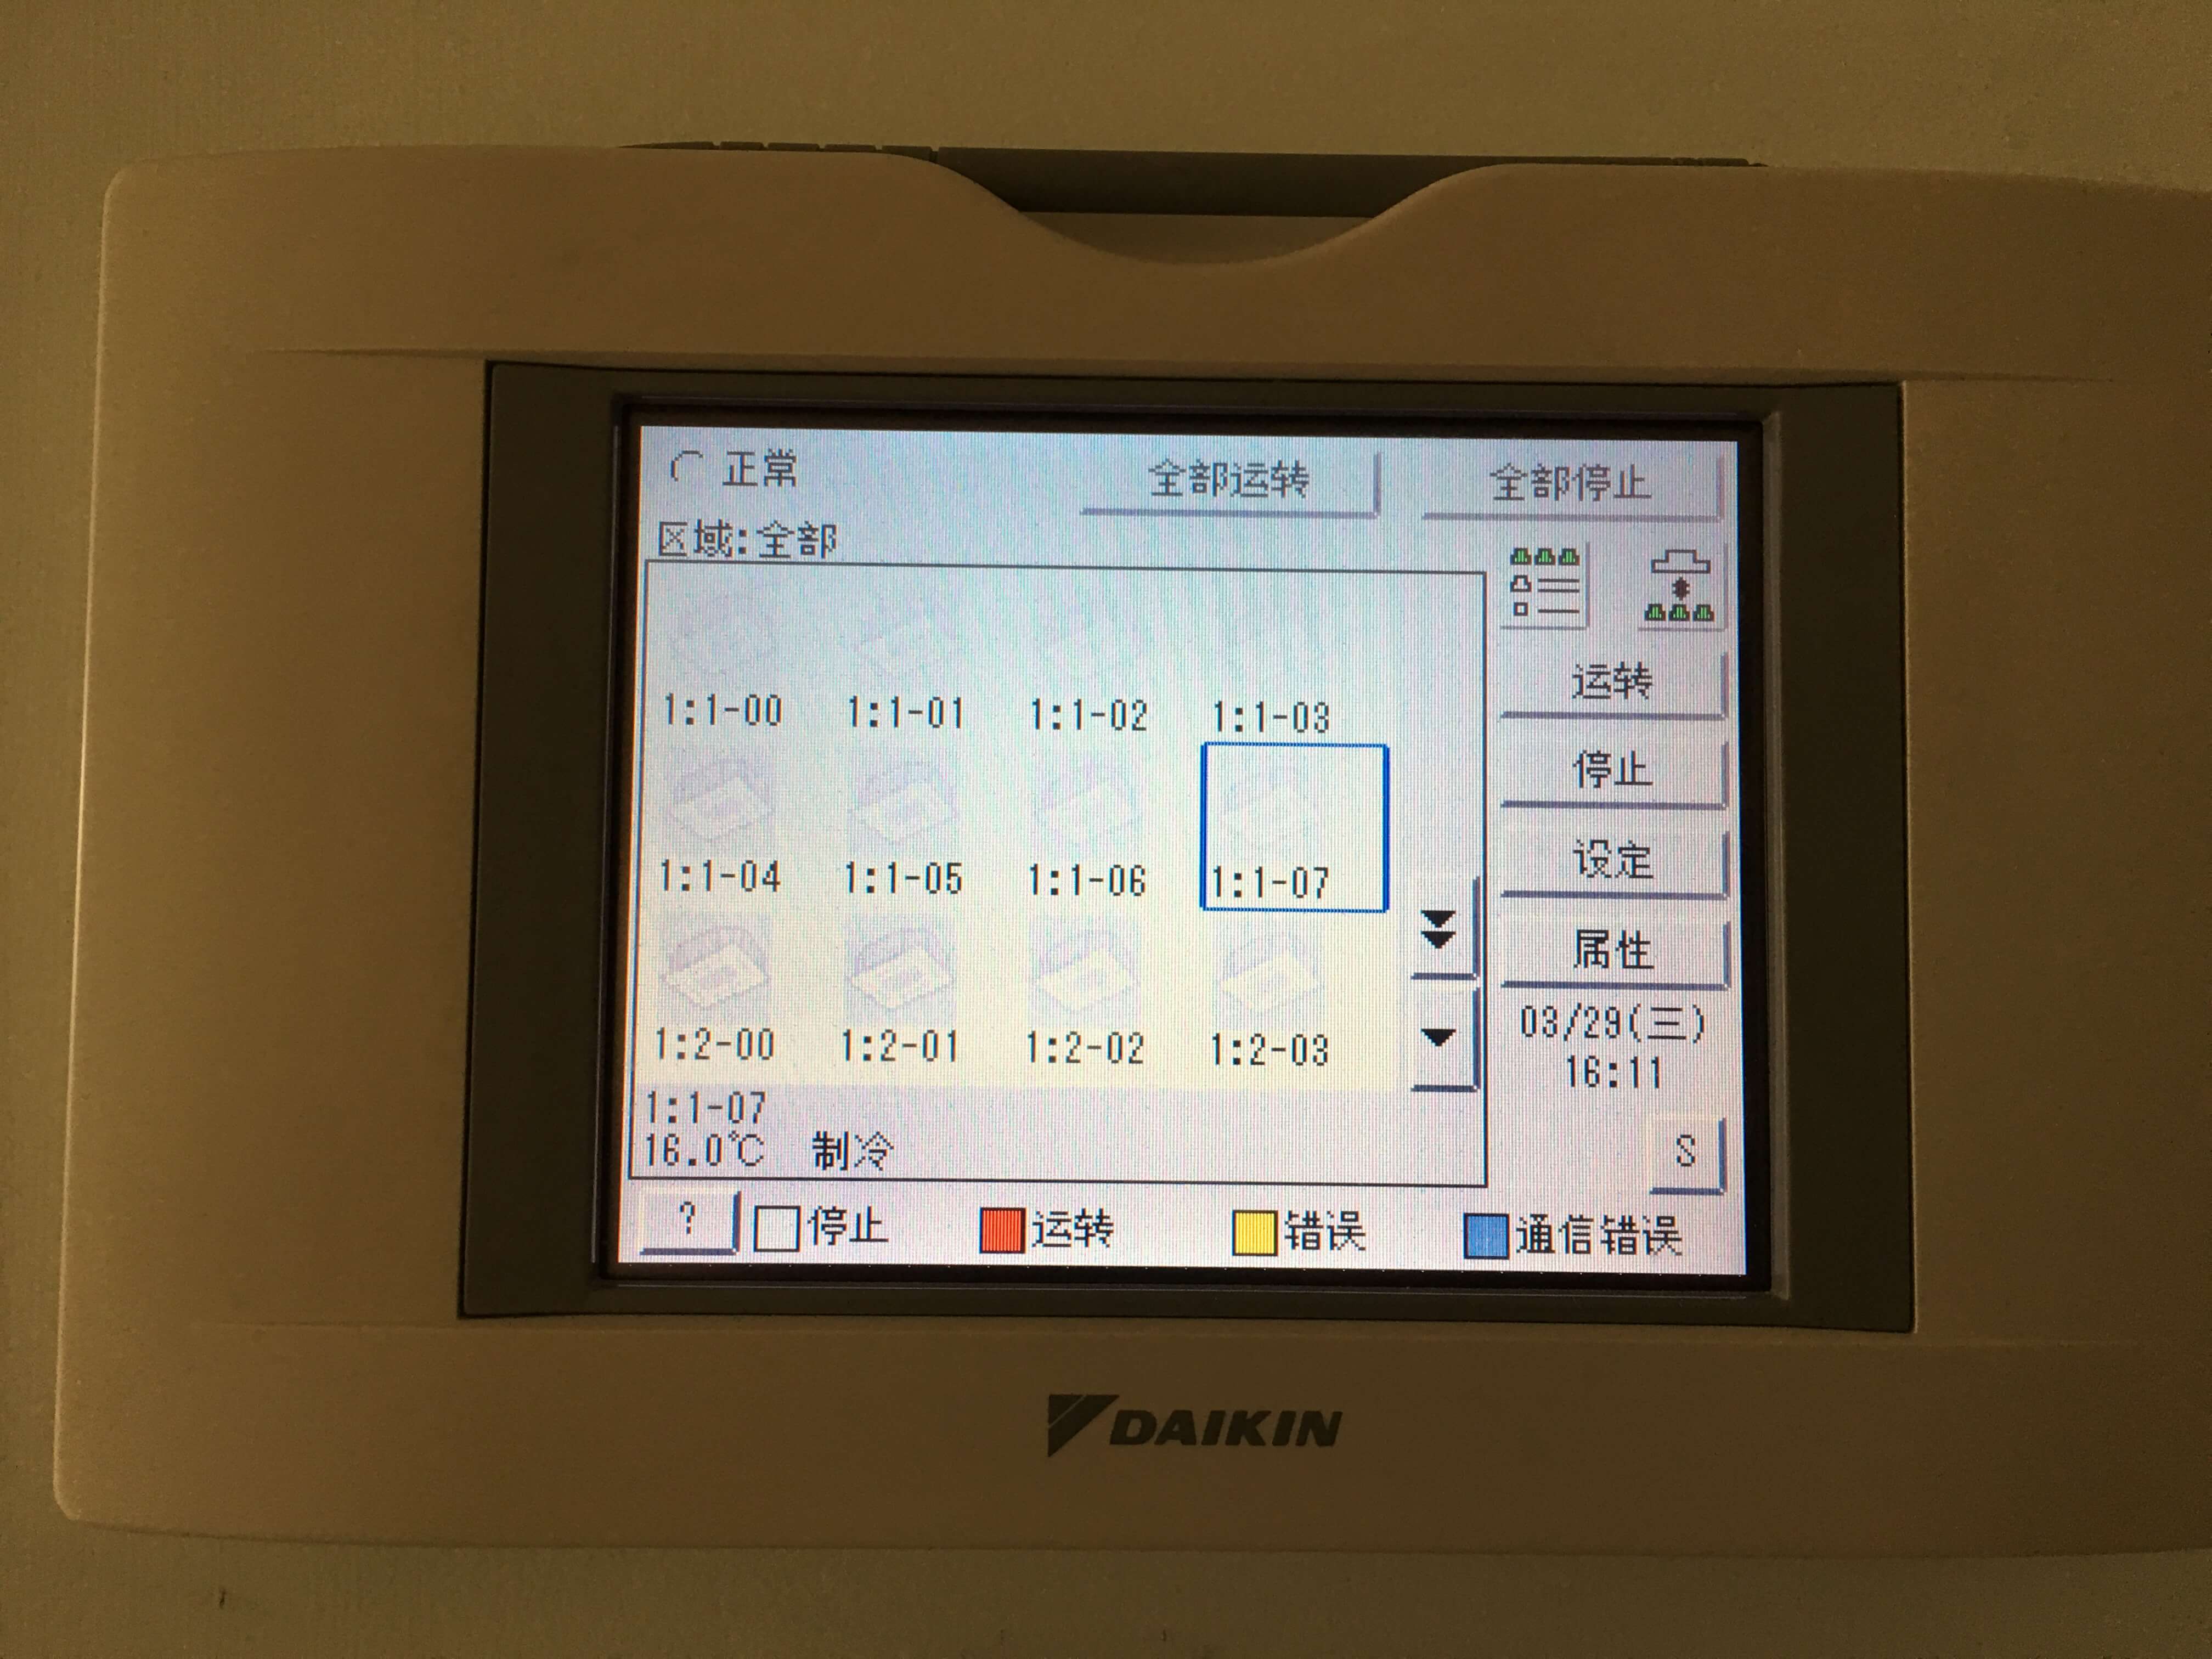 正常 全部运转 全部停止
区域:全部
1:1-00 1:1-01 1:1-02 1:1-03
1:1-04 1:1-05 1:1-06 1:1-07
1:2-00 1:2-01 1:2-02 1:2-03
1:1-07
16.0℃ 制冷
运转
停止
设定
属性
03/29(三)
16:11
S
? 停止 运转 错误 通信错误
DAIKIN